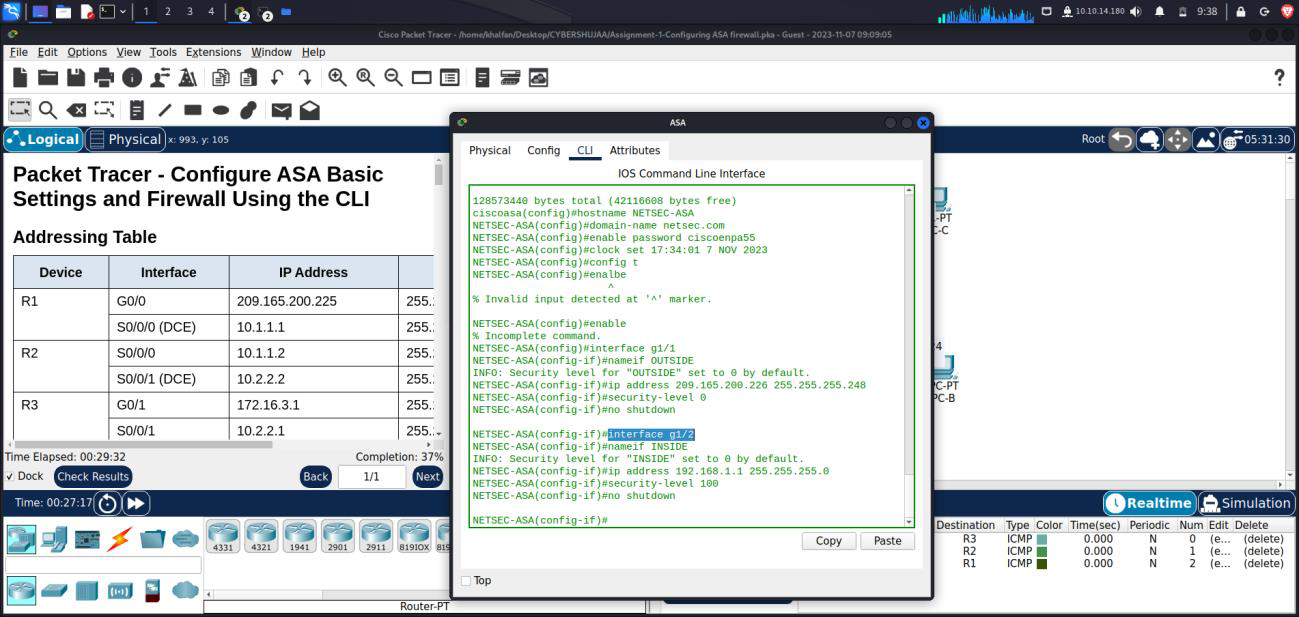 1 2 3 4 2 2 10.10.14.180 9:38
Cisco Packet Tracer - /home/khalfan/Desktop/CYBERSHUJAA/Assignment-1-Configuring ASA firewall.pka - Guest - 2023-11-07 09:09:05
File Edit Options View Tools Extensions Window Help
?
Logical Physical x: 993, y: 105
Root 05:31:30
Packet Tracer - Configure ASA Basic
Settings and Firewall Using the CLI
Addressing Table
Device Interface IP Address
R1 G0/0 209.165.200.225 255.
S0/0/0 (DCE) 10.1.1.1 255.
R2 S0/0/0 10.1.1.2 255.
S0/0/1 (DCE) 10.2.2.2 255.
R3 G0/1 172.16.3.1 255.
S0/0/1 10.2.2.1 255.
Time Elapsed: 00:29:32 Completion: 37%
Dock Check Results Back 1/1 Next
ASA
Physical Config CLI Attributes
IOS Command Line Interface
128573440 bytes total (42116608 bytes free)
ciscoasa(config)#hostname NETSEC-ASA
NETSEC-ASA(config)#domain-name netsec.com
NETSEC-ASA(config)#enable password ciscoenpa55
NETSEC-ASA(config)#clock set 17:34:01 7 NOV 2023
NETSEC-ASA(config)#config t
NETSEC-ASA(config)#enalbe
^
% Invalid input detected at '^' marker.
NETSEC-ASA(config)#enable
% Incomplete command.
NETSEC-ASA(config)#interface g1/1
NETSEC-ASA(config-if)#nameif OUTSIDE
INFO: Security level for "OUTSIDE" set to 0 by default.
NETSEC-ASA(config-if)#ip address 209.165.200.226 255.255.255.248
NETSEC-ASA(config-if)#security-level 0
NETSEC-ASA(config-if)#no shutdown
NETSEC-ASA(config-if)#interface g1/2
NETSEC-ASA(config-if)#nameif INSIDE
INFO: Security level for "INSIDE" set to 0 by default.
NETSEC-ASA(config-if)#ip address 192.168.1.1 255.255.255.0
NETSEC-ASA(config-if)#security-level 100
NETSEC-ASA(config-if)#no shutdown
NETSEC-ASA(config-if)#
Copy Paste
Top
-PT
C-C
4
PC-PT
C-B
Time: 00:27:17
Realtime Simulation
4331 4321 1941 2901 2911 819IOX 819
Router-PT
Destination Type Color Time(sec) Periodic Num Edit Delete
R3 ICMP 0.000 N 0 (e... (delete)
R2 ICMP 0.000 N 1 (e... (delete)
R1 ICMP 0.000 N 2 (e... (delete)